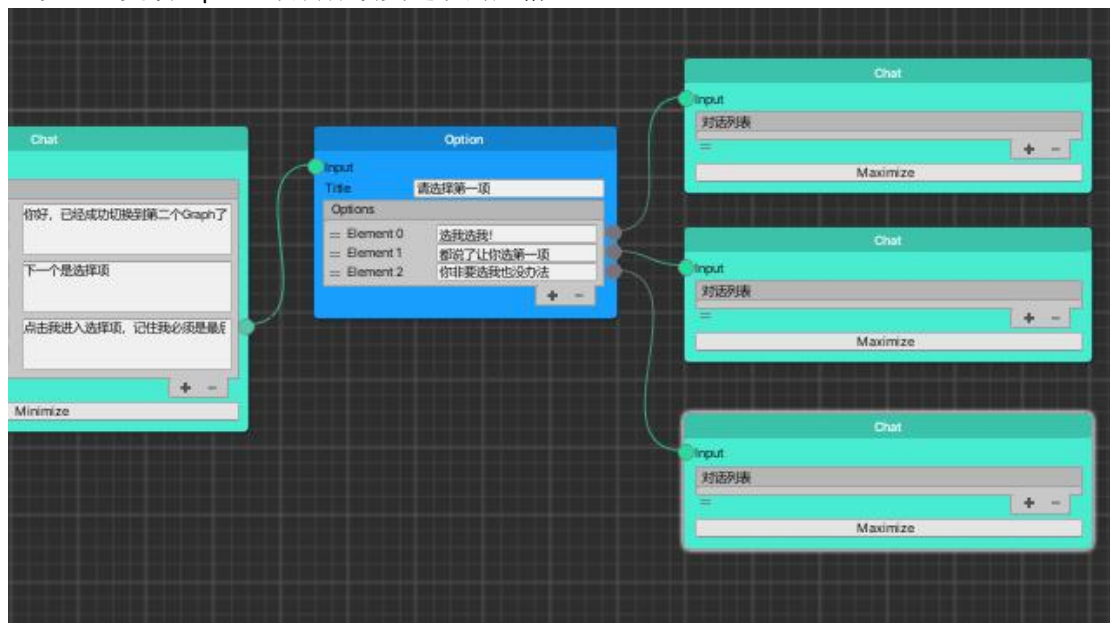 Chat
你好，已经成功切换到第二个Graph了
下一个是选择项
点击我进入选择项，记住我必须是最后
+ -
Minimize
Option
Input
Title 请选择第一项
Options
= Element 0 选我选我!
= Element 1 都说了让你选第一项
= Element 2 你非要选我也没办法
+ -
Chat
Input
对话列表
= + -
Maximize
Chat
Input
对话列表
= + -
Maximize
Chat
Input
对话列表
= + -
Maximize